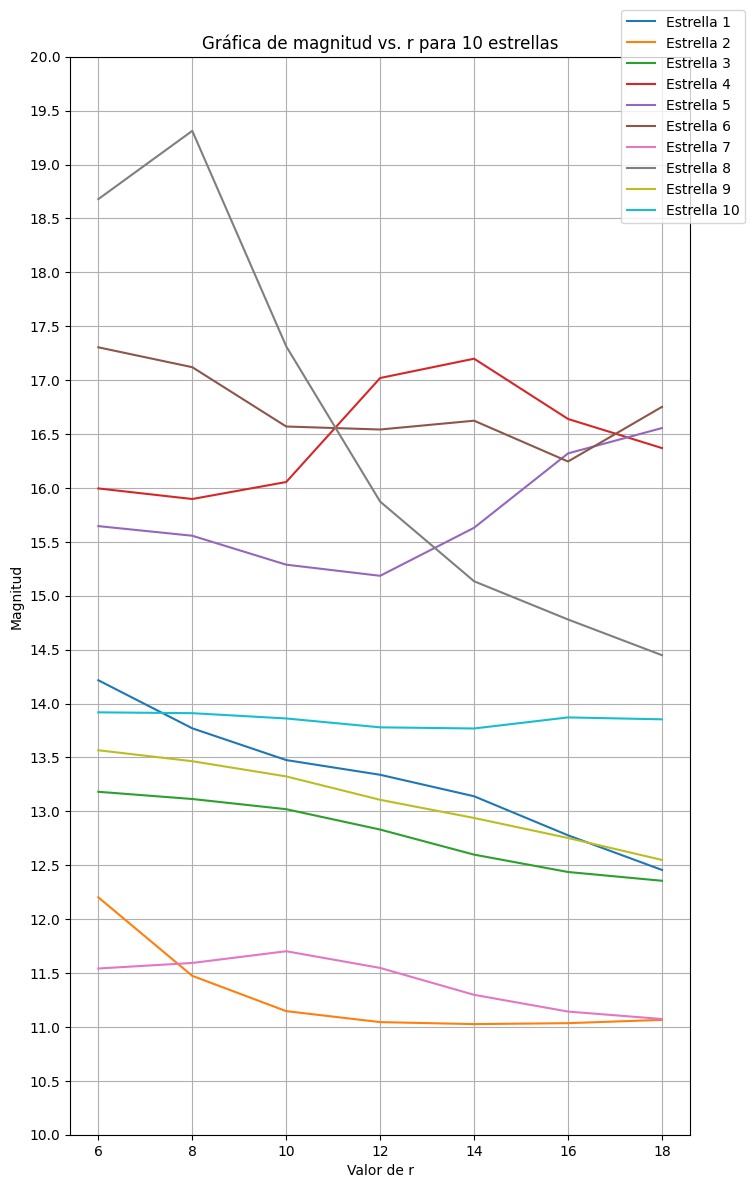 Gráfica de magnitud vs. r para 10 estrellas
Estrella 1
Estrella 2
Estrella 3
Estrella 4
Estrella 5
Estrella 6
Estrella 7
Estrella 8
Estrella 9
Estrella 10
Magnitud
20.0
19.5
19.0
18.5
18.0
17.5
17.0
16.5
16.0
15.5
15.0
14.5
14.0
13.5
13.0
12.5
12.0
11.5
11.0
10.5
10.0
6 8 10 12 14 16 18
Valor de r